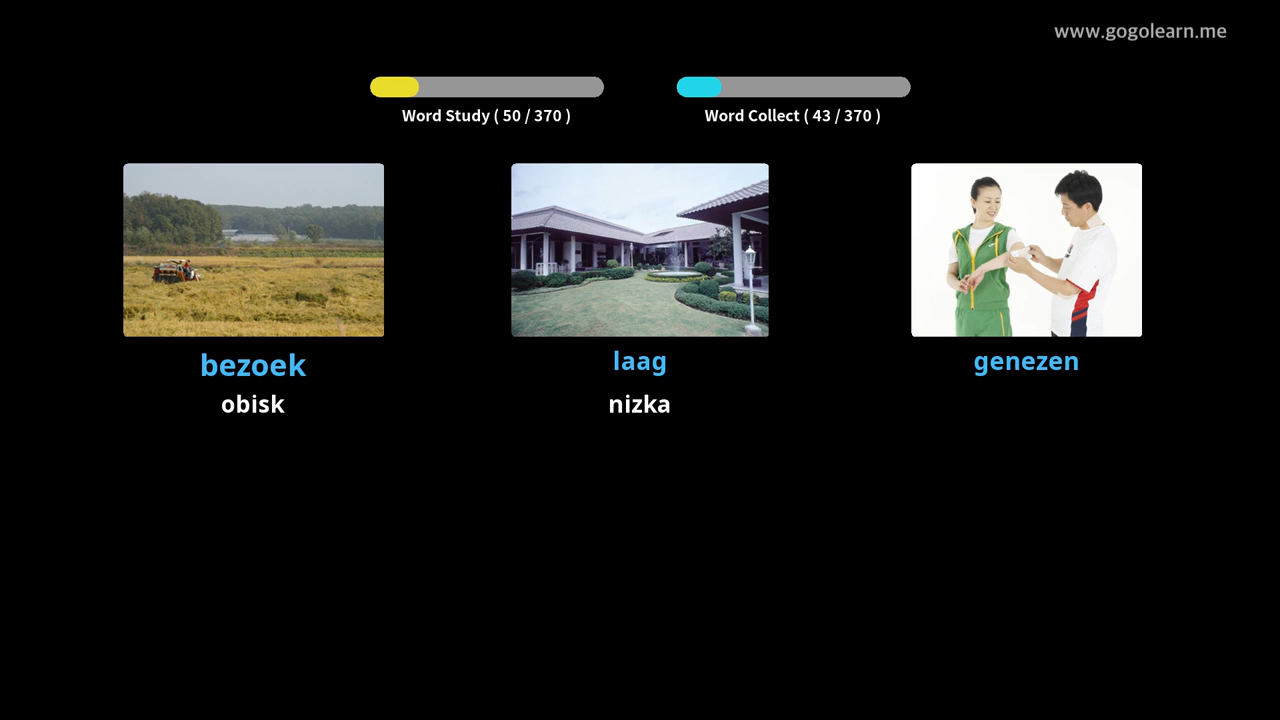 www.gogolearn.me
Word Study ( 50 / 370 )
Word Collect ( 43 / 370 )
bezoek
laag
genezen
obisk
nizka